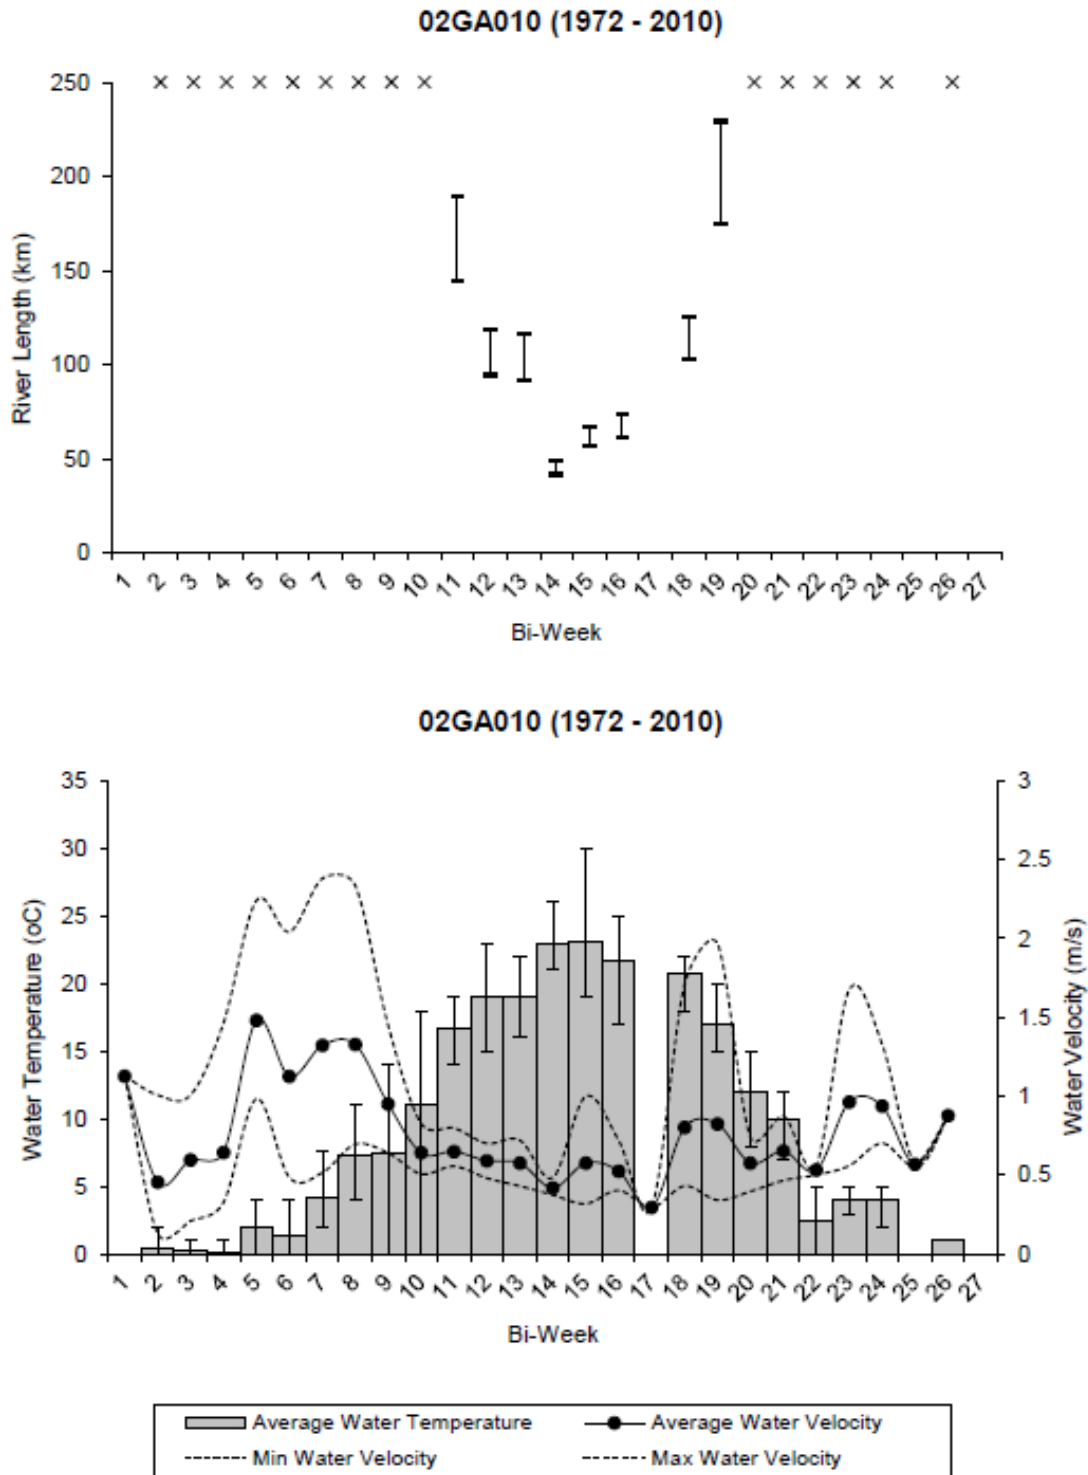 02GA010 (1972 - 2010)
250
200
150
100
50
0
River Length (km)
1 2 3 4 5 6 7 8 9 10 11 12 13 14 15 16 17 18 19 20 21 22 23 24 25 26 27
Bi-Week
02GA010 (1972 - 2010)
35
30
25
20
15
10
5
0
Water Temperature (oC)
3
2.5
2
1.5
1
0.5
0
Water Velocity (m/s)
1 2 3 4 5 6 7 8 9 10 11 12 13 14 15 16 17 18 19 20 21 22 23 24 25 26 27
Bi-Week
Average Water Temperature
Average Water Velocity
Min Water Velocity
Max Water Velocity